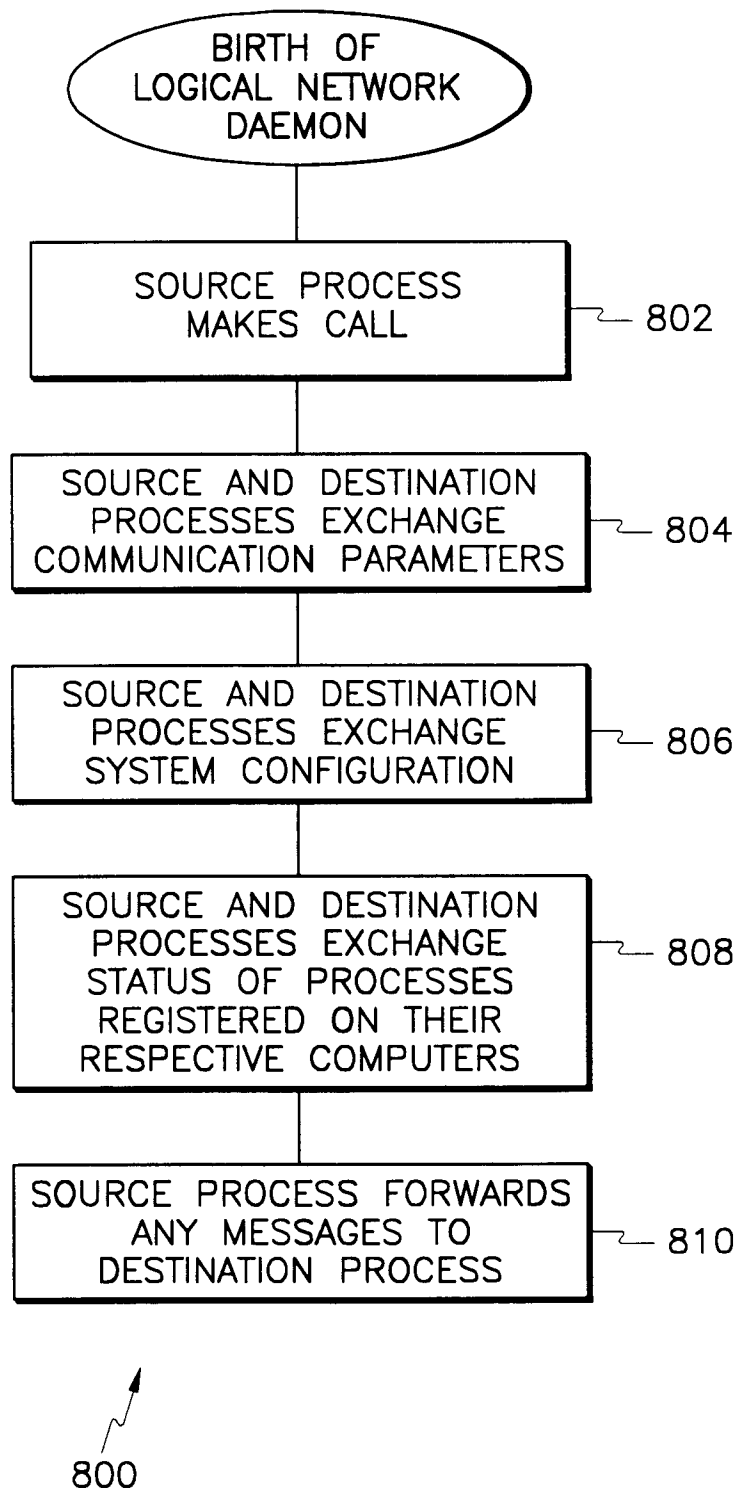 BIRTH OF
LOGICAL NETWORK
DAEMON
SOURCE PROCESS
MAKES CALL
802
SOURCE AND DESTINATION
PROCESSES EXCHANGE
COMMUNICATION PARAMETERS
804
SOURCE AND DESTINATION
PROCESSES EXCHANGE
SYSTEM CONFIGURATION
806
SOURCE AND DESTINATION
PROCESSES EXCHANGE
STATUS OF PROCESSES
REGISTERED ON THEIR
RESPECTIVE COMPUTERS
808
SOURCE PROCESS FORWARDS
ANY MESSAGES TO
DESTINATION PROCESS
810
800